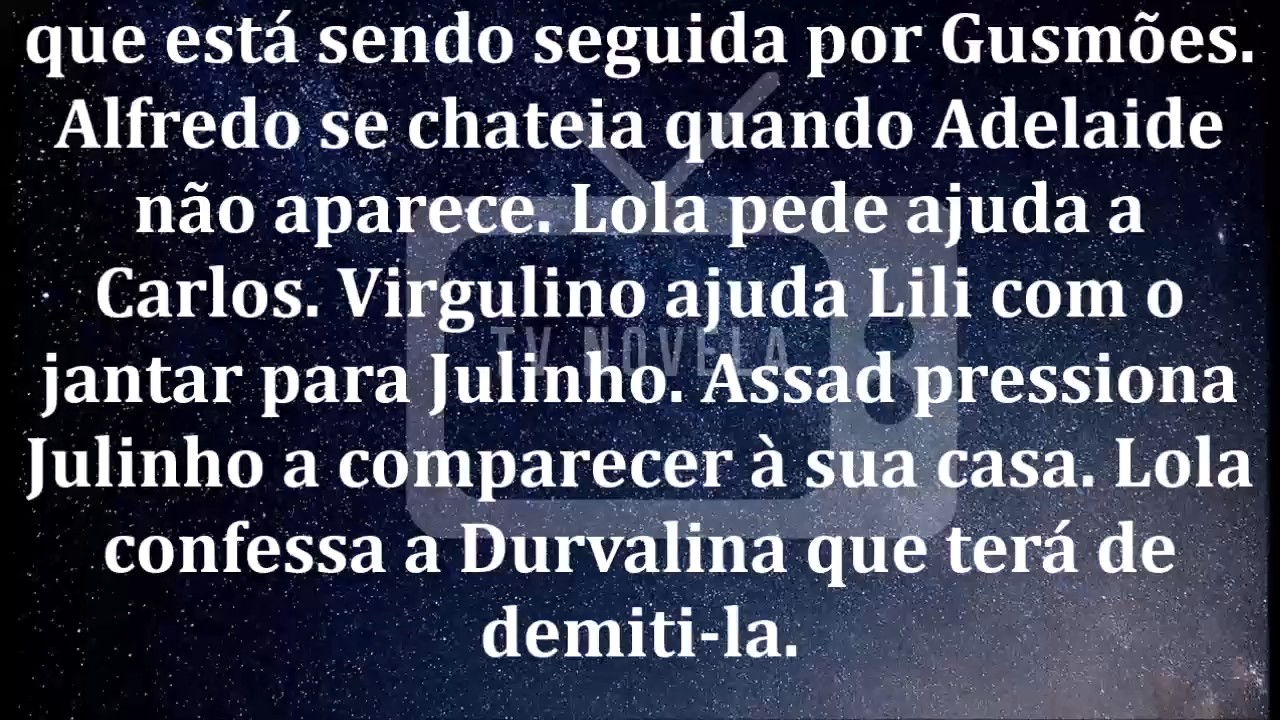 que está sendo seguida por Gusmões.
Alfredo se chateia quando Adelaide
não aparece. Lola pede ajuda a
Carlos. Virgulino ajuda Lili com o
TV NOVELA
jantar para Julinho. Assad pressiona
Julinho a comparecer à sua casa. Lola
confessa a Durvalina que terá de
demiti-la.